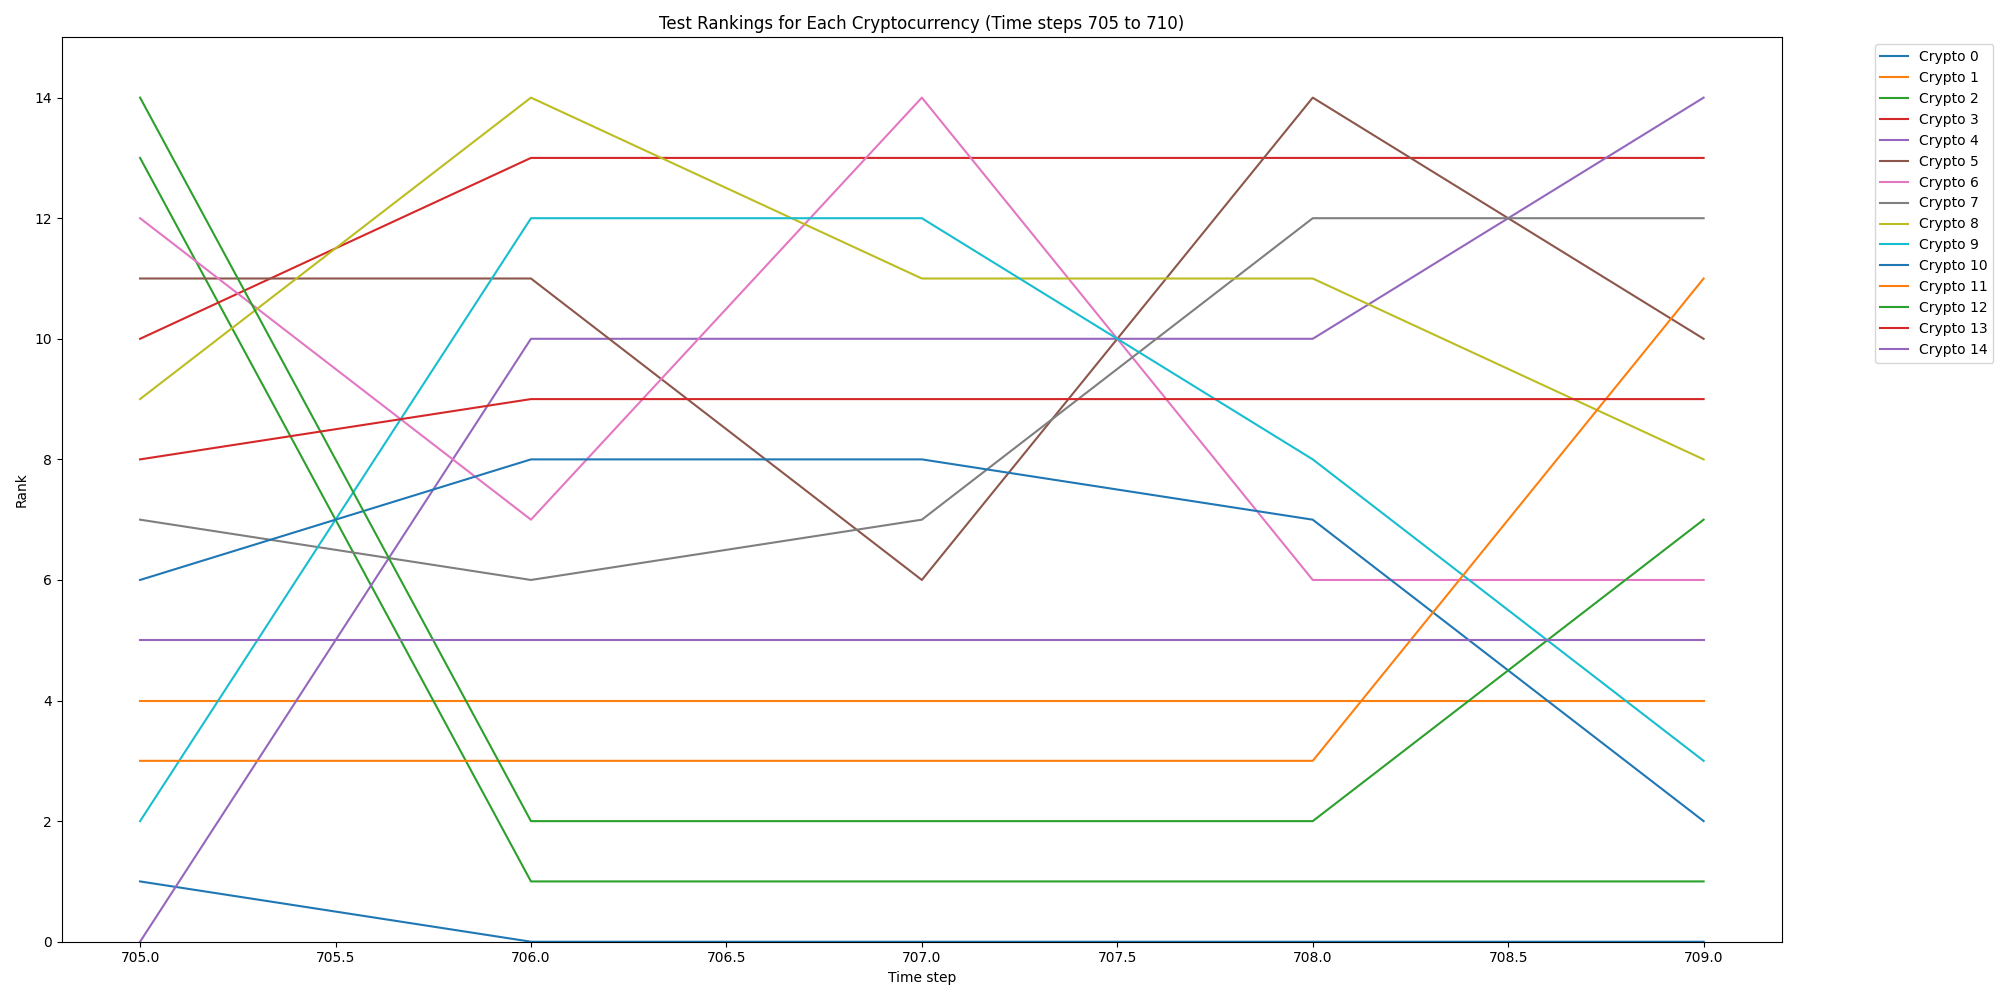 Test Rankings for Each Cryptocurrency (Time steps 705 to 710)
Rank
14
12
10
8
6
4
2
0
705.0 705.5 706.0 706.5 707.0 707.5 708.0 708.5 709.0
Time step
Crypto 0
Crypto 1
Crypto 2
Crypto 3
Crypto 4
Crypto 5
Crypto 6
Crypto 7
Crypto 8
Crypto 9
Crypto 10
Crypto 11
Crypto 12
Crypto 13
Crypto 14